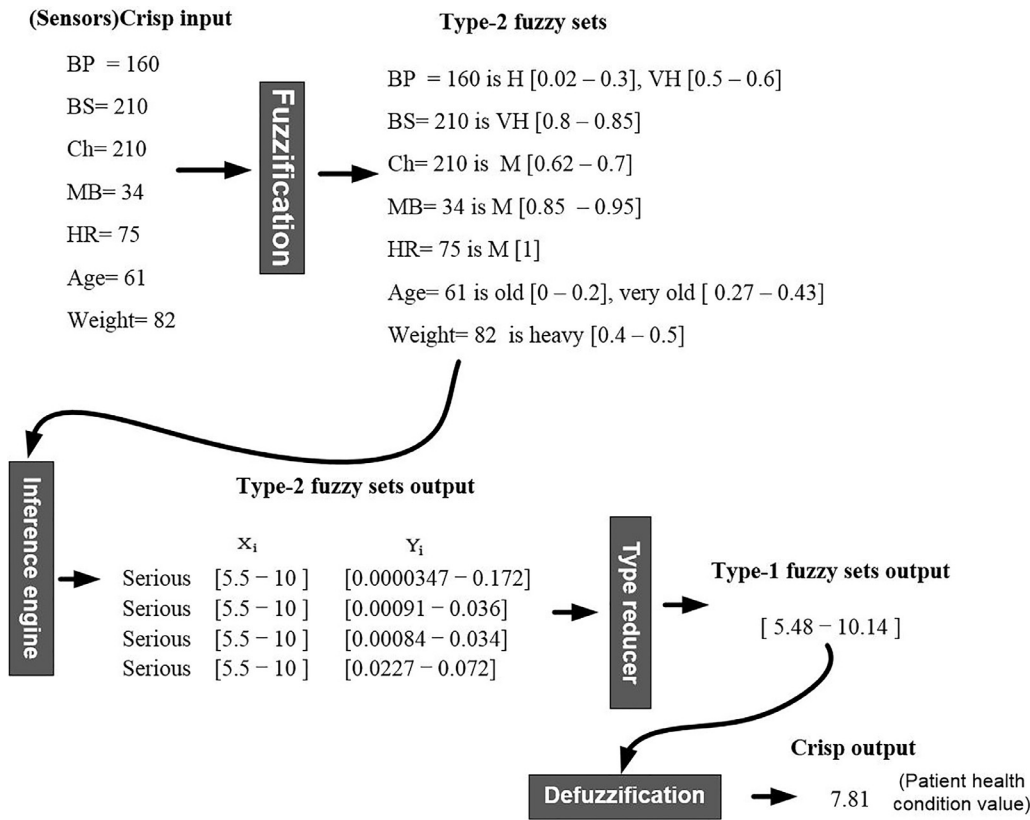 (Sensors)Crisp input
BP = 160
BS= 210
Ch= 210
MB= 34
HR= 75
Age= 61
Weight= 82
Fuzzification
Type-2 fuzzy sets
BP = 160 is H [0.02 – 0.3], VH [0.5 – 0.6]
BS= 210 is VH [0.8 – 0.85]
Ch= 210 is M [0.62 – 0.7]
MB= 34 is M [0.85 – 0.95]
HR= 75 is M [1]
Age= 61 is old [0 – 0.2], very old [ 0.27 – 0.43]
Weight= 82 is heavy [0.4 – 0.5]
Inference engine
Type-2 fuzzy sets output
Xi Yi
Serious [5.5 – 10 ] [0.0000347 – 0.172]
Serious [5.5 – 10 ] [0.00091 – 0.036]
Serious [5.5 – 10 ] [0.00084 – 0.034]
Serious [5.5 – 10 ] [0.0227 – 0.072]
Type reducer
Type-1 fuzzy sets output
[ 5.48 – 10.14 ]
Defuzzification
Crisp output
7.81
(Patient health
condition value)